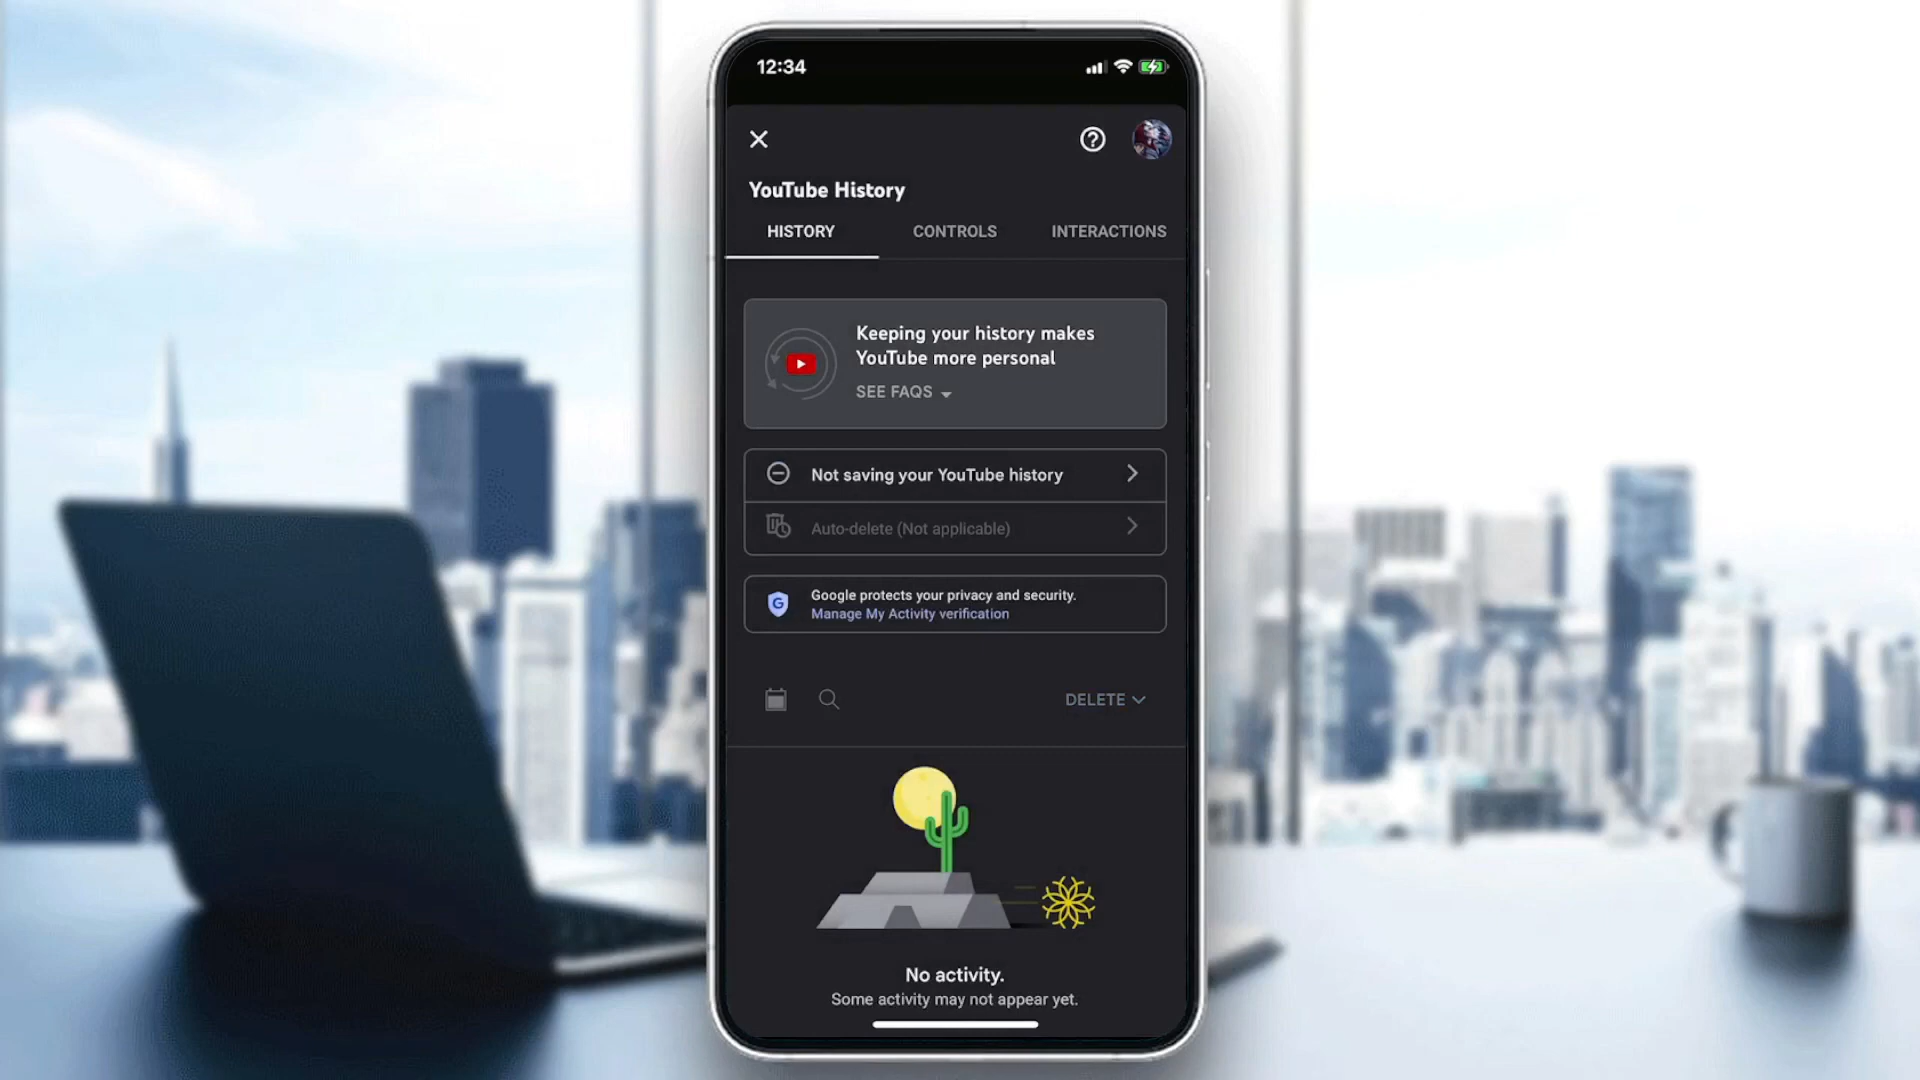 12:34
YouTube History
HISTORY
CONTROLS
INTERACTIONS
Keeping your history makes
YouTube more personal
SEE FAQS
Not saving your YouTube history
Auto-delete (Not applicable)
G
Google protects your privacy and security.
Manage My Activity verification
DELETE
No activity.
Some activity may not appear yet.